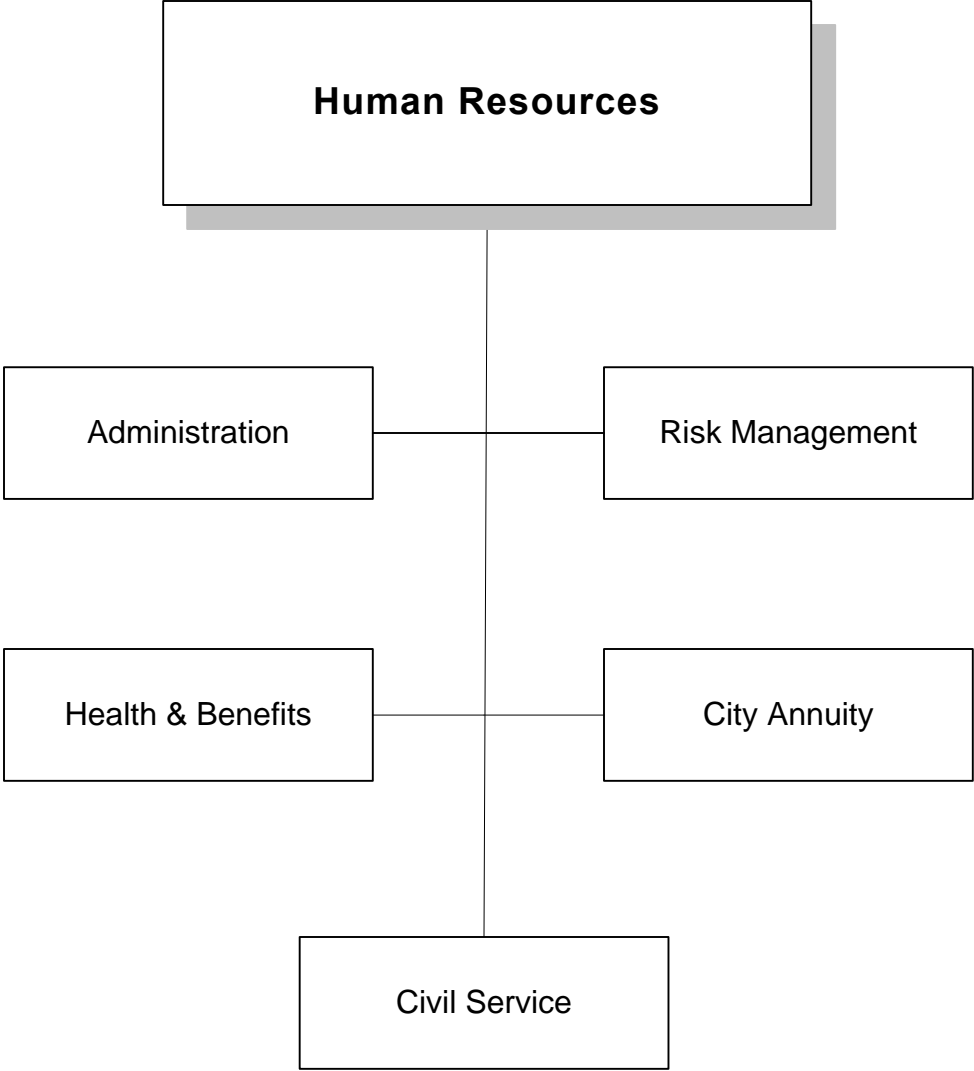 Human Resources
Administration
Risk Management
Health & Benefits
City Annuity
Civil Service